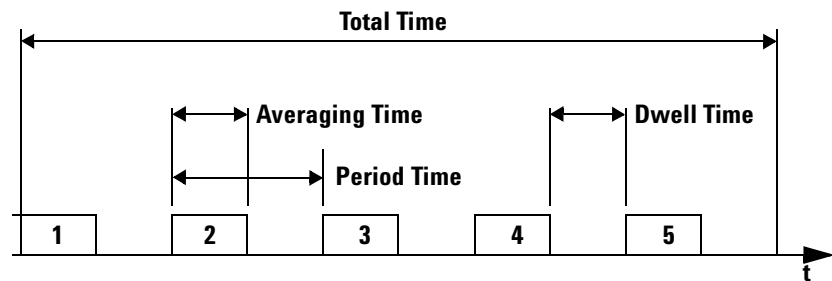 Total Time
Averaging Time
Dwell Time
Period Time
1 2 3 4 5
t